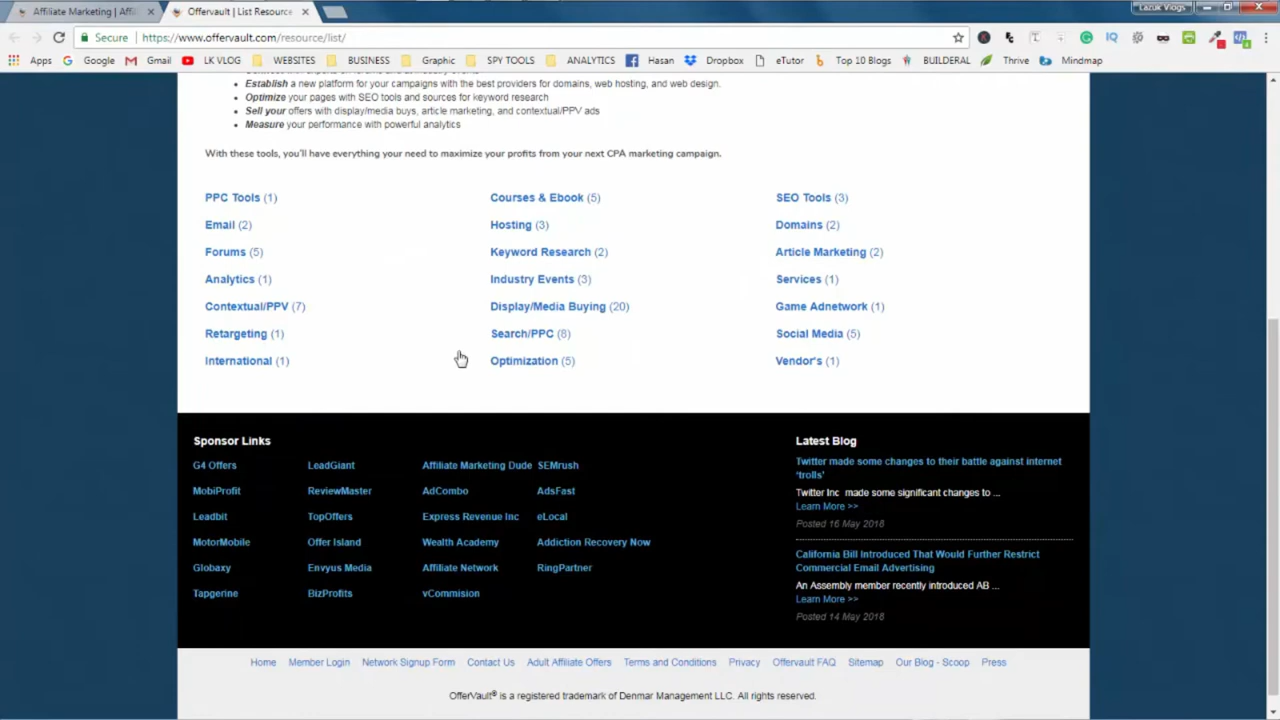 Affiliate Marketing | Affil
Offervault | List Resource
Lazuk Vlogs
Secure
https://www.offervault.com/resource/list/
Apps
Google
Gmail
LK VLOG
WEBSITES
BUSINESS
Graphic
SPY TOOLS
ANALYTICS
Hasan
Dropbox
eTutor
Top 10 Blogs
BUILDERAL
Thrive
Mindmap
Establish a new platform for your campaigns with the best providers for domains, web hosting, and web design.
Optimize your pages with SEO tools and sources for keyword research
Sell your offers with display/media buys, article marketing, and contextual/PPV ads
Measure your performance with powerful analytics
With these tools, you'll have everything your need to maximize your profits from your next CPA marketing campaign.
PPC Tools (1)
Courses & Ebook (5)
SEO Tools (3)
Email (2)
Hosting (3)
Domains (2)
Forums (5)
Keyword Research (2)
Article Marketing (2)
Analytics (1)
Industry Events (3)
Services (1)
Contextual/PPV (7)
Display/Media Buying (20)
Game Adnetwork (1)
Retargeting (1)
Search/PPC (8)
Social Media (5)
International (1)
Optimization (5)
Vendor's (1)
Sponsor Links
G4 Offers
LeadGiant
Affiliate Marketing Dude
SEMrush
MobiProfit
ReviewMaster
AdCombo
AdsFast
Leadbit
TopOffers
Express Revenue Inc
eLocal
MotorMobile
Offer Island
Wealth Academy
Addiction Recovery Now
Globaxy
Envyus Media
Affiliate Network
RingPartner
Tapgerine
BizProfits
vCommision
Latest Blog
Twitter made some changes to their battle against internet
'trolls'
Twitter Inc made some significant changes to ...
Learn More >>
Posted 16 May 2018
California Bill Introduced That Would Further Restrict
Commercial Email Advertising
An Assembly member recently introduced AB ...
Learn More >>
Posted 14 May 2018
Home
Member Login
Network Signup Form
Contact Us
Adult Affiliate Offers
Terms and Conditions
Privacy
Offervault FAQ
Sitemap
Our Blog - Scoop
Press
OfferVault® is a registered trademark of Denmar Management LLC. All rights reserved.